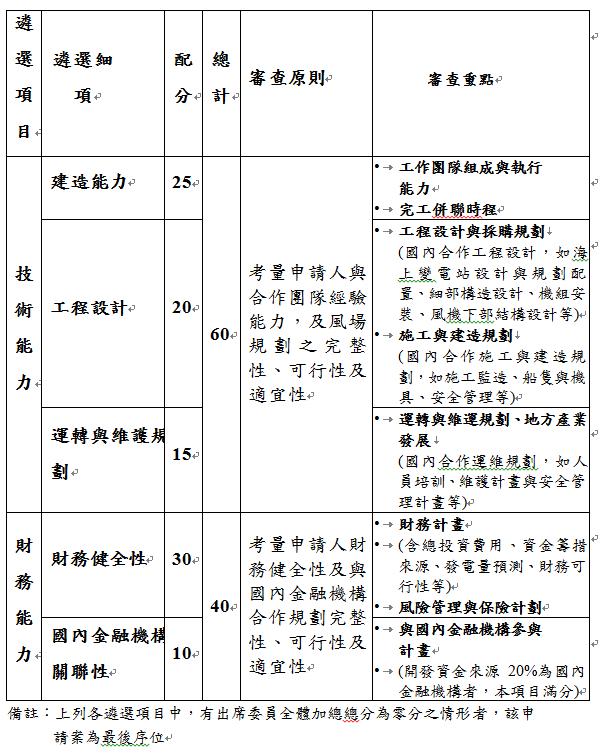 遴選項目
遴選細項
配分
總計
審查原則
審查重點
技術能力
建造能力
25
60
考量申請人與
合作團隊經驗
能力，及風場
規劃之完整
性、可行性及
適宜性
工作團隊組成與執行
能力
完工併聯時程
工程設計
20
工程設計與採購規劃
(國內合作工程設計，如海
上變電站設計與規劃配
置、細部構造設計、機組安
裝、風機下部結構設計等)
施工與建造規劃
(國內合作施工與建造規
劃，如施工監造、船隻與機
具、安全管理等)
運轉與維護規
劃
15
運轉與維運規劃、地方產業
發展
(國內合作運維規劃，如人
員培訓、維護計畫與安全管
理計畫等)
財務能力
財務健全性
30
40
考量申請人財
務健全性及與
國內金融機構
合作規劃完整
性、可行性及
適宜性
財務計畫
(含總投資費用、資金籌措
來源、發電量預測、財務可
行性等)
風險管理與保險計劃
國內金融機構
關聯性
10
與國內金融機構參與
計畫
(開發資金來源 20%為國內
金融機構者，本項目滿分)
備註：上列各遴選項目中，有出席委員全體加總總分為零分之情形者，該申
請案為最後序位